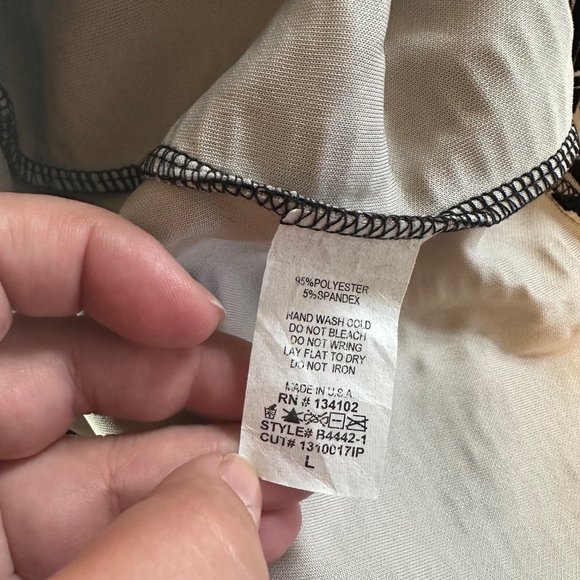 95%POLYESTER
5%SPANDEX
HAND WASH COLD
DO NOT BLEACH
DO NOT WRING
LAY FLAT TO DRY
DO NOT IRON
MADE IN U.S.A
RN # 134102
STYLE# B4442-1
CUT# 1310017IP
L